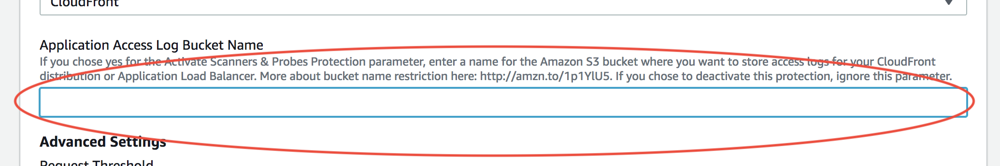 CloudFront
Application Access Log Bucket Name
If you chose yes for the Activate Scanners & Probes Protection parameter, enter a name for the Amazon S3 bucket where you want to store access logs for your CloudFront
distribution or Application Load Balancer. More about bucket name restriction here: http://amzn.to/1p1YlU5. If you chose to deactivate this protection, ignore this parameter.
Advanced Settings
Request Threshold